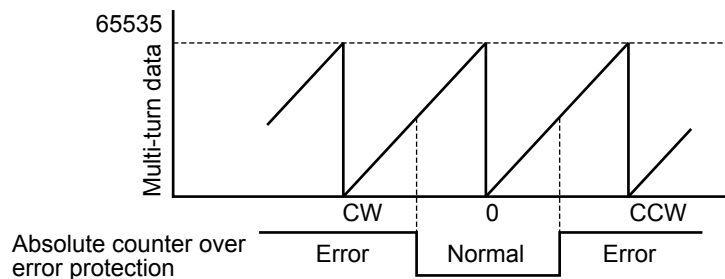 65535
Multi-turn data
CW 0 CCW
Absolute counter over
error protection
Error Normal Error